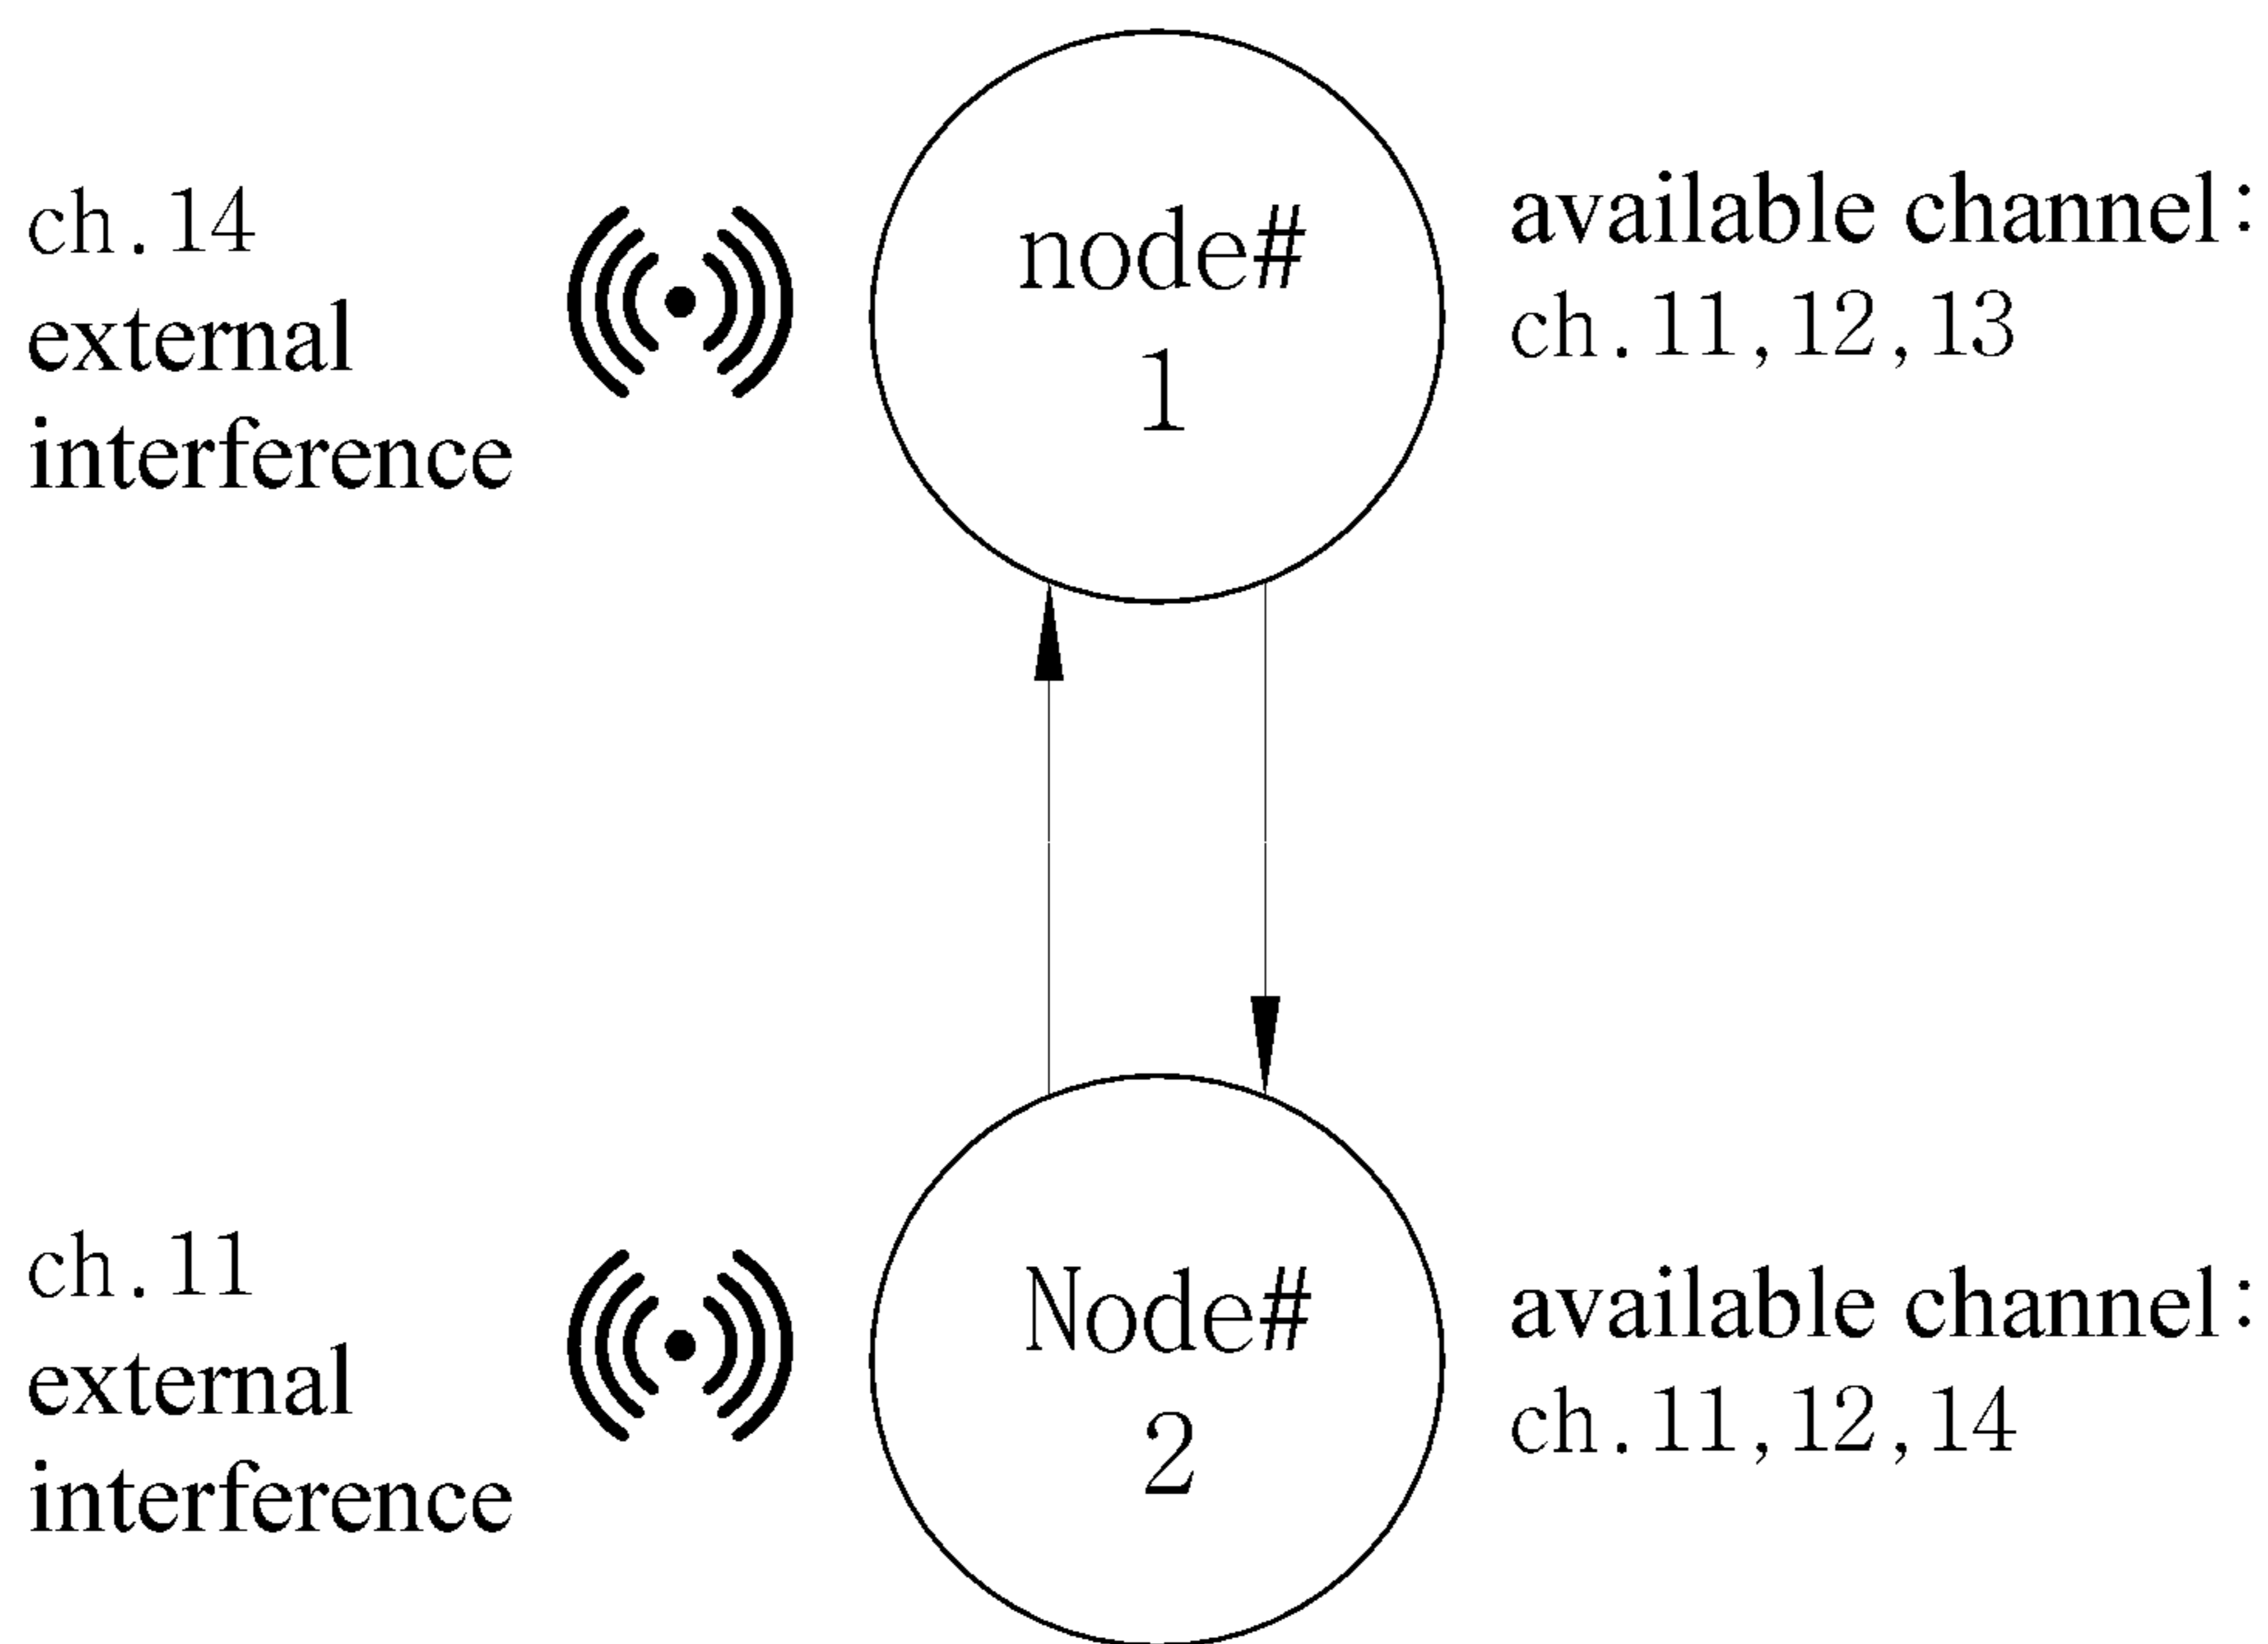 ch.14
external
interference
node#
1
available channel:
ch.11,12,13
ch.11
external
interference
Node#
2
available channel:
ch.11,12,14